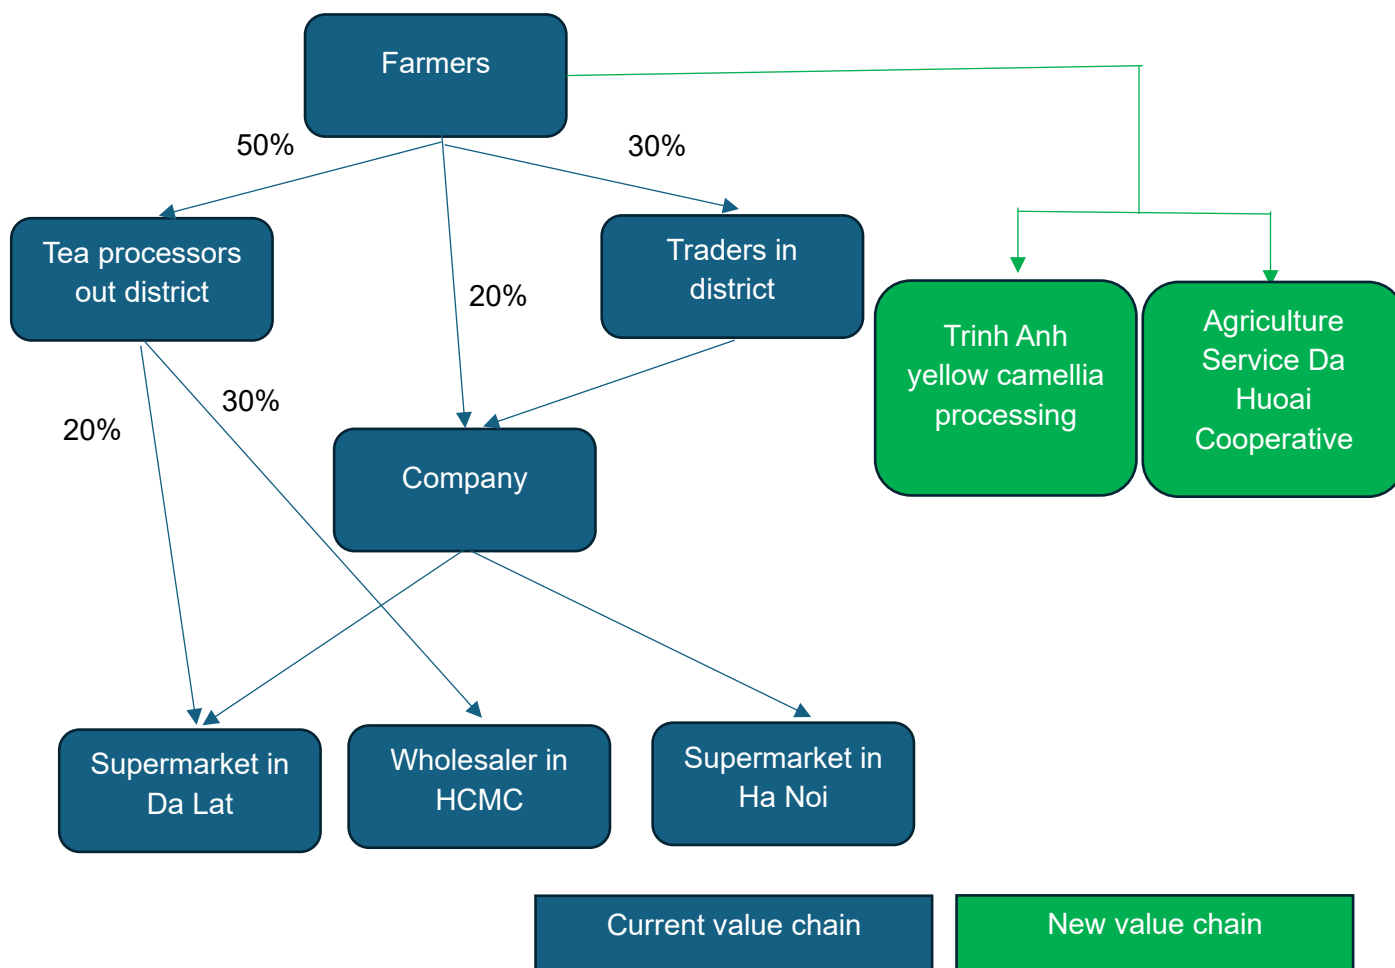 Farmers
50%
30%
Tea processors
out district
20%
Traders in
district
Trinh Anh
yellow camellia
processing
Agriculture
Service Da
Huoai
Cooperative
20%
30%
Company
Supermarket in
Da Lat
Wholesaler in
HCMC
Supermarket in
Ha Noi
Current value chain
New value chain